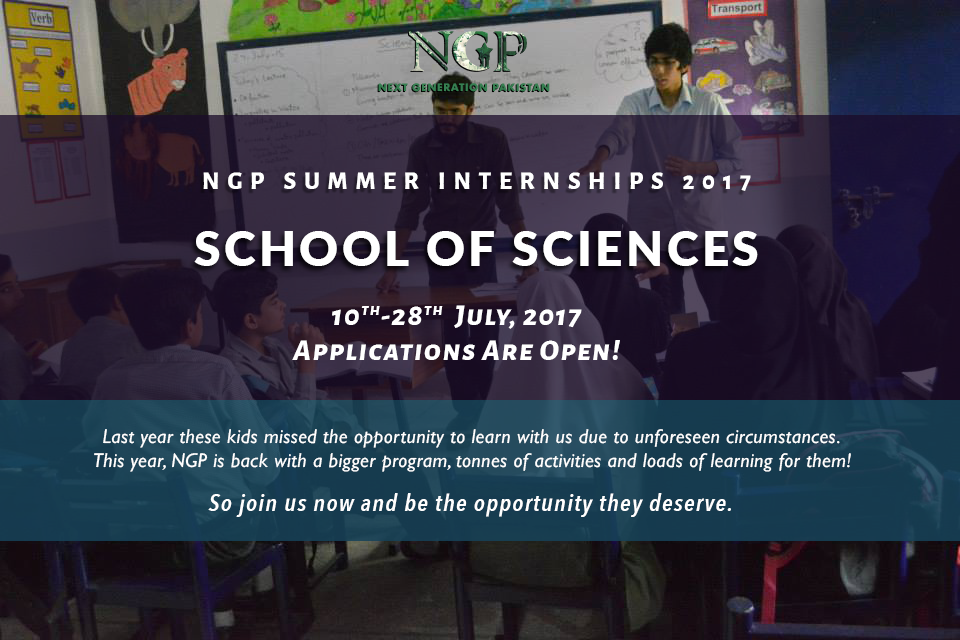 Verb
Transport
NGP
NEXT GENERATION PAKISTAN
NGP SUMMER INTERNSHIPS 2017
SCHOOL OF SCIENCES
10TH-28TH JULY, 2017
APPLICATIONS ARE OPEN!
Last year these kids missed the opportunity to learn with us due to unforeseen circumstances.
This year, NGP is back with a bigger program, tonnes of activities and loads of learning for them!
So join us now and be the opportunity they deserve.